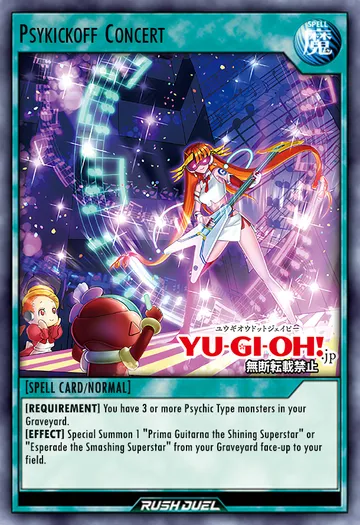 PSYKICKOFF CONCERT
SPELL
魔
ユウギオウドットジェイピー
YU-GI-OH!.jp
無断転載禁止
[SPELL CARD/NORMAL]
[REQUIREMENT] You have 3 or more Psychic Type monsters in your
Graveyard.
[EFFECT] Special Summon 1 "Prima Guitarna the Shining Superstar" or
"Esperade the Smashing Superstar" from your Graveyard face-up to your
field.
RUSH DUEL